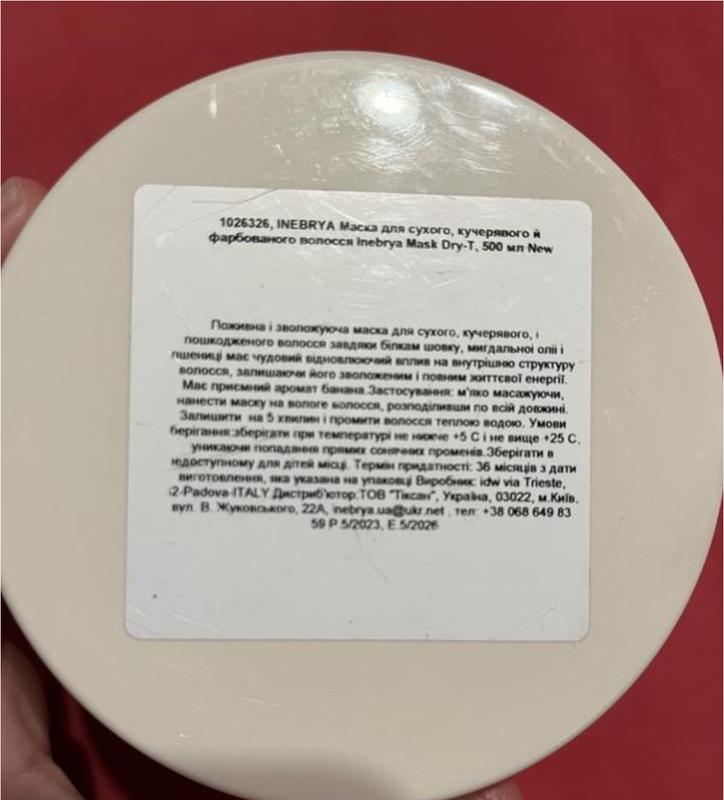 1026326, INEBRYA Маска для сухого, кучерявого й
фарбованого волосся Inebrya Mask Dry-T, 500 мл New
Поживна і зволожуюча маска для сухого, кучерявого, і
пошкодженого волосся завдяки білкам шовку, мигдальної олії і
пшениці має чудовий відновлюючий вплив на внутрішню структуру
волосся, залишаючи його зволоженим і повним життєвої енергії.
Має приємний аромат банана.Застосування: м'яко масажуючи,
нанести маску на вологе волосся, розподіливши по всій довжині.
Залишити на 5 хвилин і промити волосся теплою водою. Умови
берігання:зберігати при температурі не нижче +5 С і не вище +25 С,
уникаючи попадання прямих сонячних променів.Зберігати в
недоступному для дітей місці. Термін придатності: 36 місяців з дати
виготовлення, яка указана на упаковці Виробник: idw via Trieste,
2-Padova-ITALY Дистриб'ютор:ТОВ "Тіксан", Україна, 03022, м.Київ,
вул. В. Жуковського, 22А, inebrya.ua@ukr.net . тел: +38 068 649 83
59 P.5/2023, E.5/2026